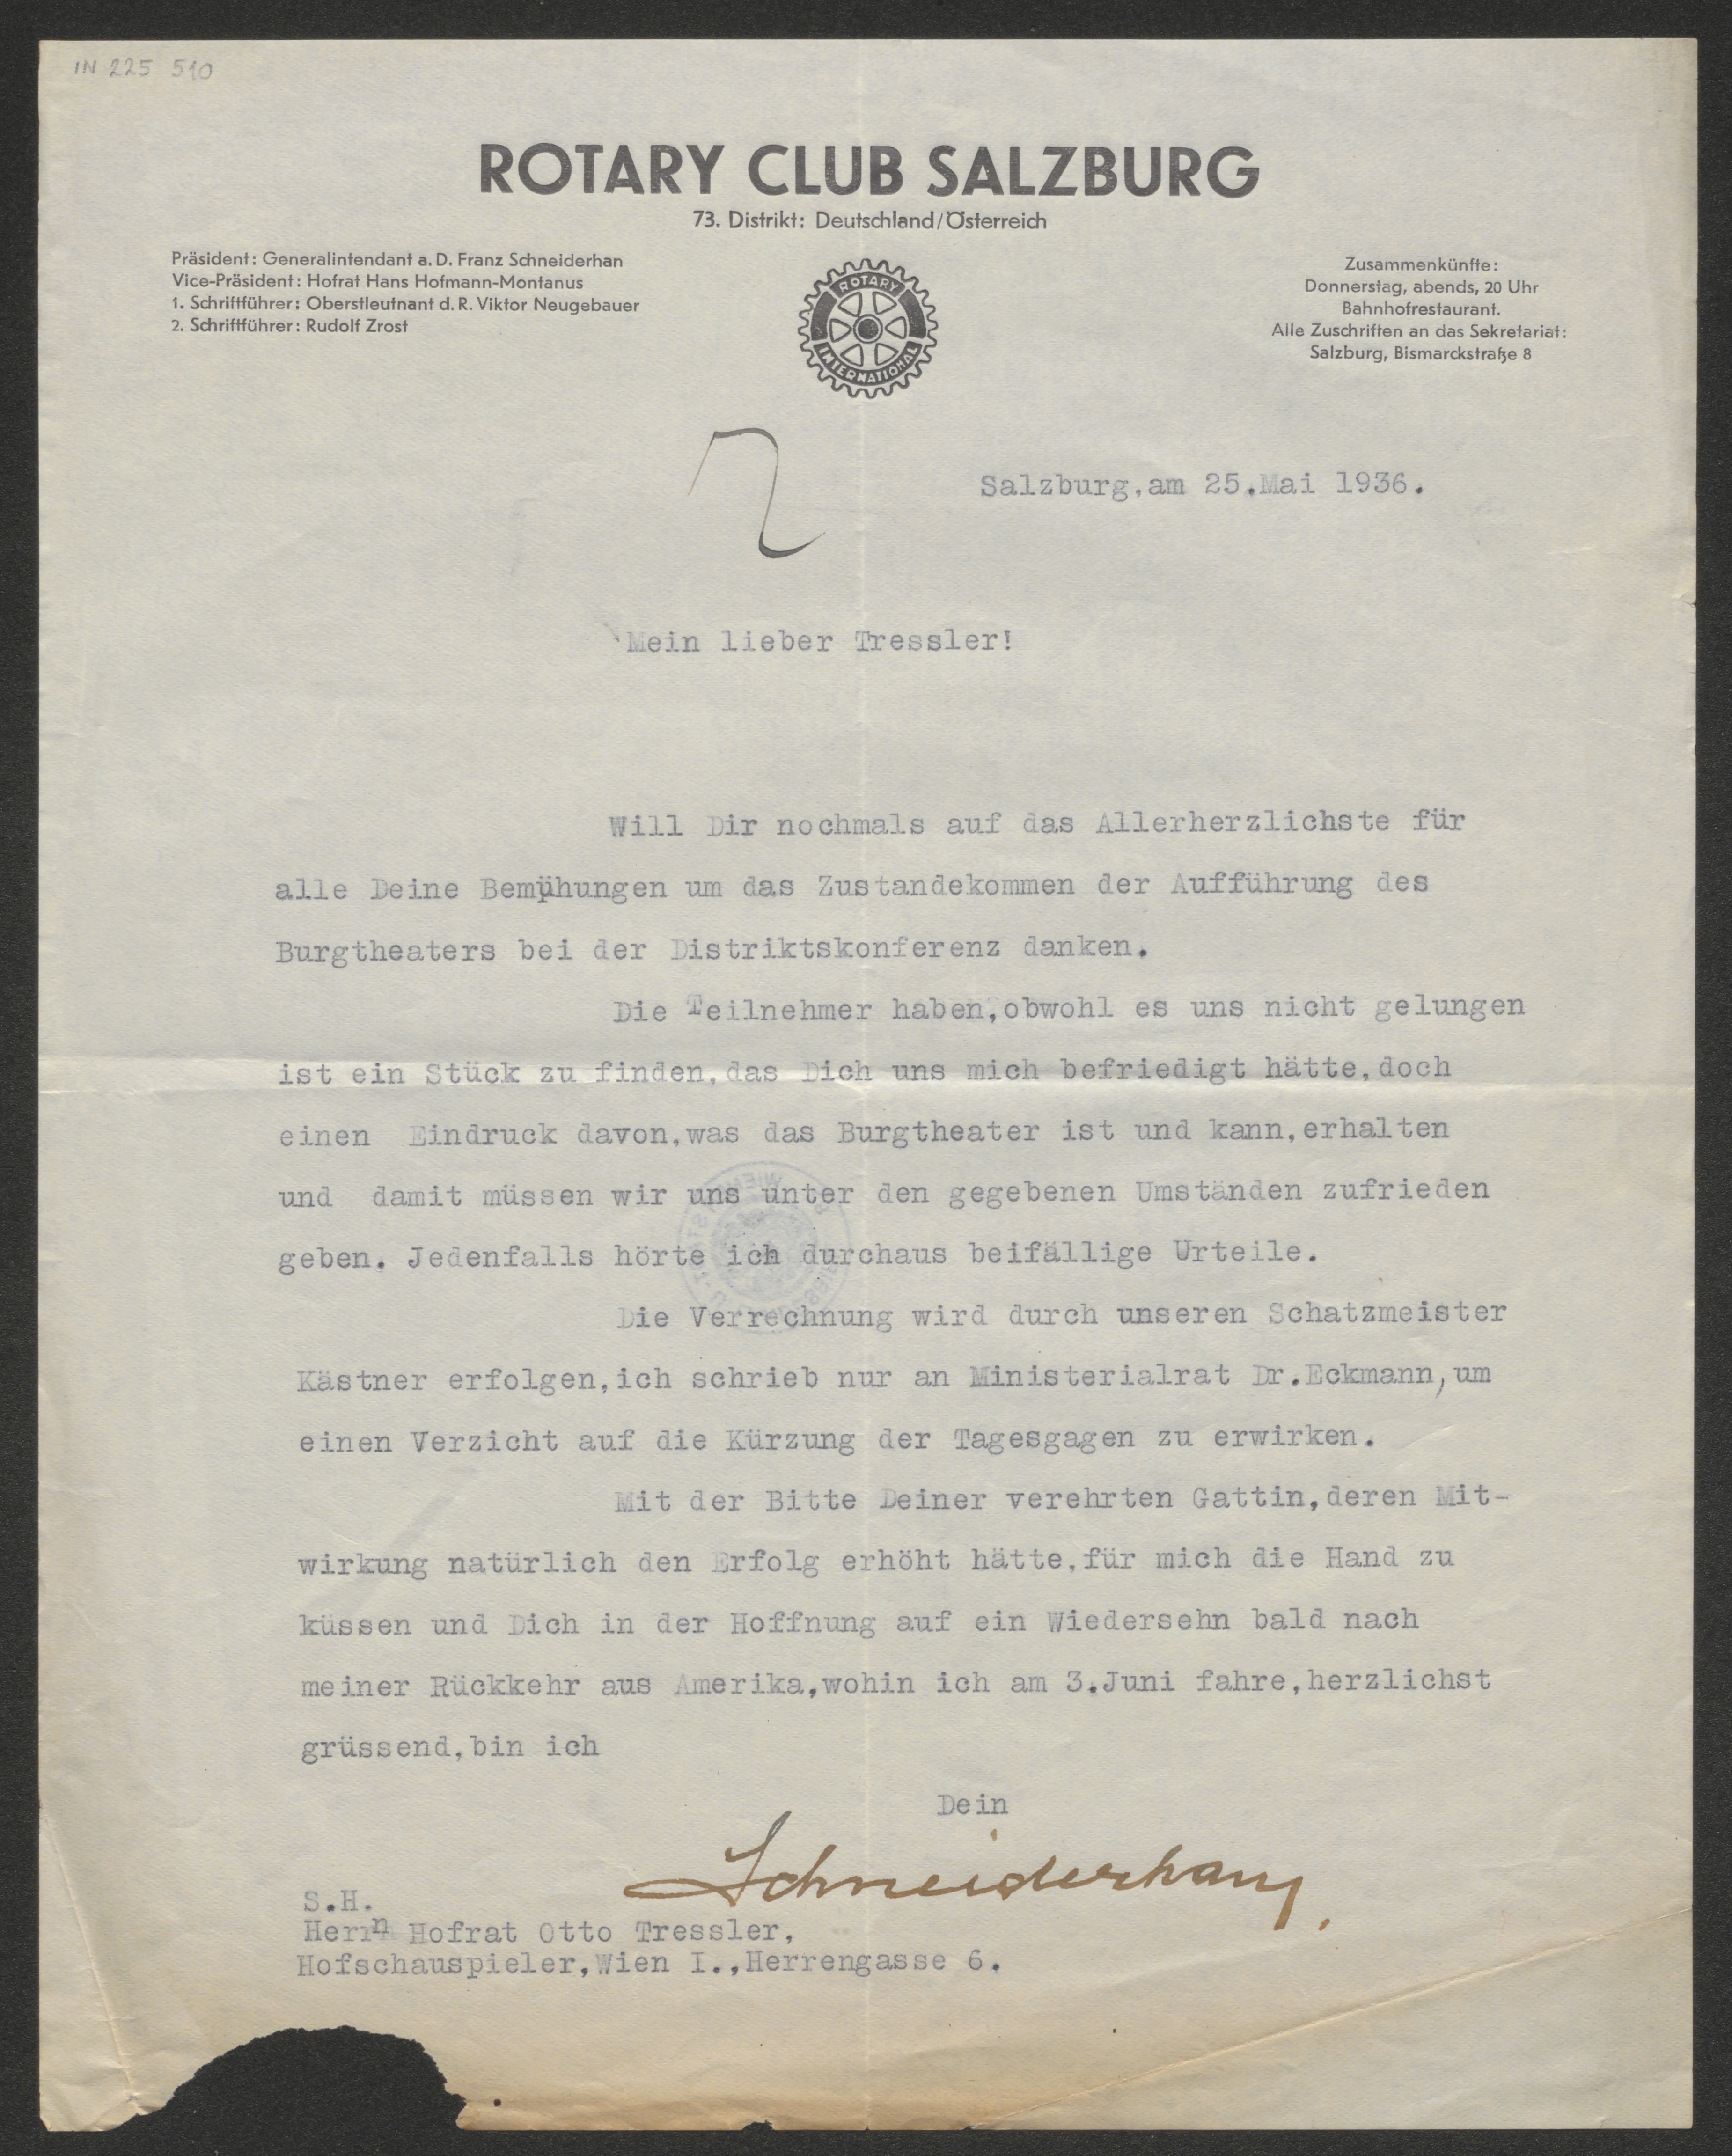 IN 225 510
ROTARY CLUB SALZBURG
73. Distrikt: Deutschland/Österreich
Präsident: Generalintendant a. D. Franz Schneiderhan
Vice-Präsident: Hofrat Hans Hofmann-Montanus
1. Schriftführer: Oberstleutnant d. R. Viktor Neugebauer
2. Schriftführer: Rudolf Zrost
ROTARY
INTERNATIONAL
Zusammenkünfte:
Donnerstag, abends, 20 Uhr
Bahnhofrestaurant.
Alle Zuschriften an das Sekretariat:
Salzburg, Bismarckstraße 8
Salzburg,am 25.Mai 1936.
Mein lieber Tressler!
Will Dir nochmals auf das Allerherzlichste für
alle Deine Bemühungen um das Zustandekommen der Aufführung des
Burgtheaters bei der Distriktskonferenz danken.
Die Teilnehmer haben,obwohl es uns nicht gelungen
ist ein Stück zu finden,das Dich uns mich befriedigt hätte,doch
einen Eindruck davon,was das Burgtheater ist und kann,erhalten
und damit müssen wir uns unter den gegebenen Umständen zufrieden
geben. Jedenfalls hörte ich durchaus beifällige Urteile.
Die Verrechnung wird durch unseren Schatzmeister
Kästner erfolgen,ich schrieb nur an Ministerialrat Dr.Eckmann,um
einen Verzicht auf die Kürzung der Tagesgagen zu erwirken.
Mit der Bitte Deiner verehrten Gattin,deren Mit-
wirkung natürlich den Erfolg erhöht hätte,für mich die Hand zu
küssen und Dich in der Hoffnung auf ein Wiedersehn bald nach
meiner Rückkehr aus Amerika,wohin ich am 3.Juni fahre,herzlichst
grüssend,bin ich
Dein
Schneiderhan
S.H.
Herrn Hofrat Otto Tressler,
Hofschauspieler,Wien I.,Herrengasse 6.